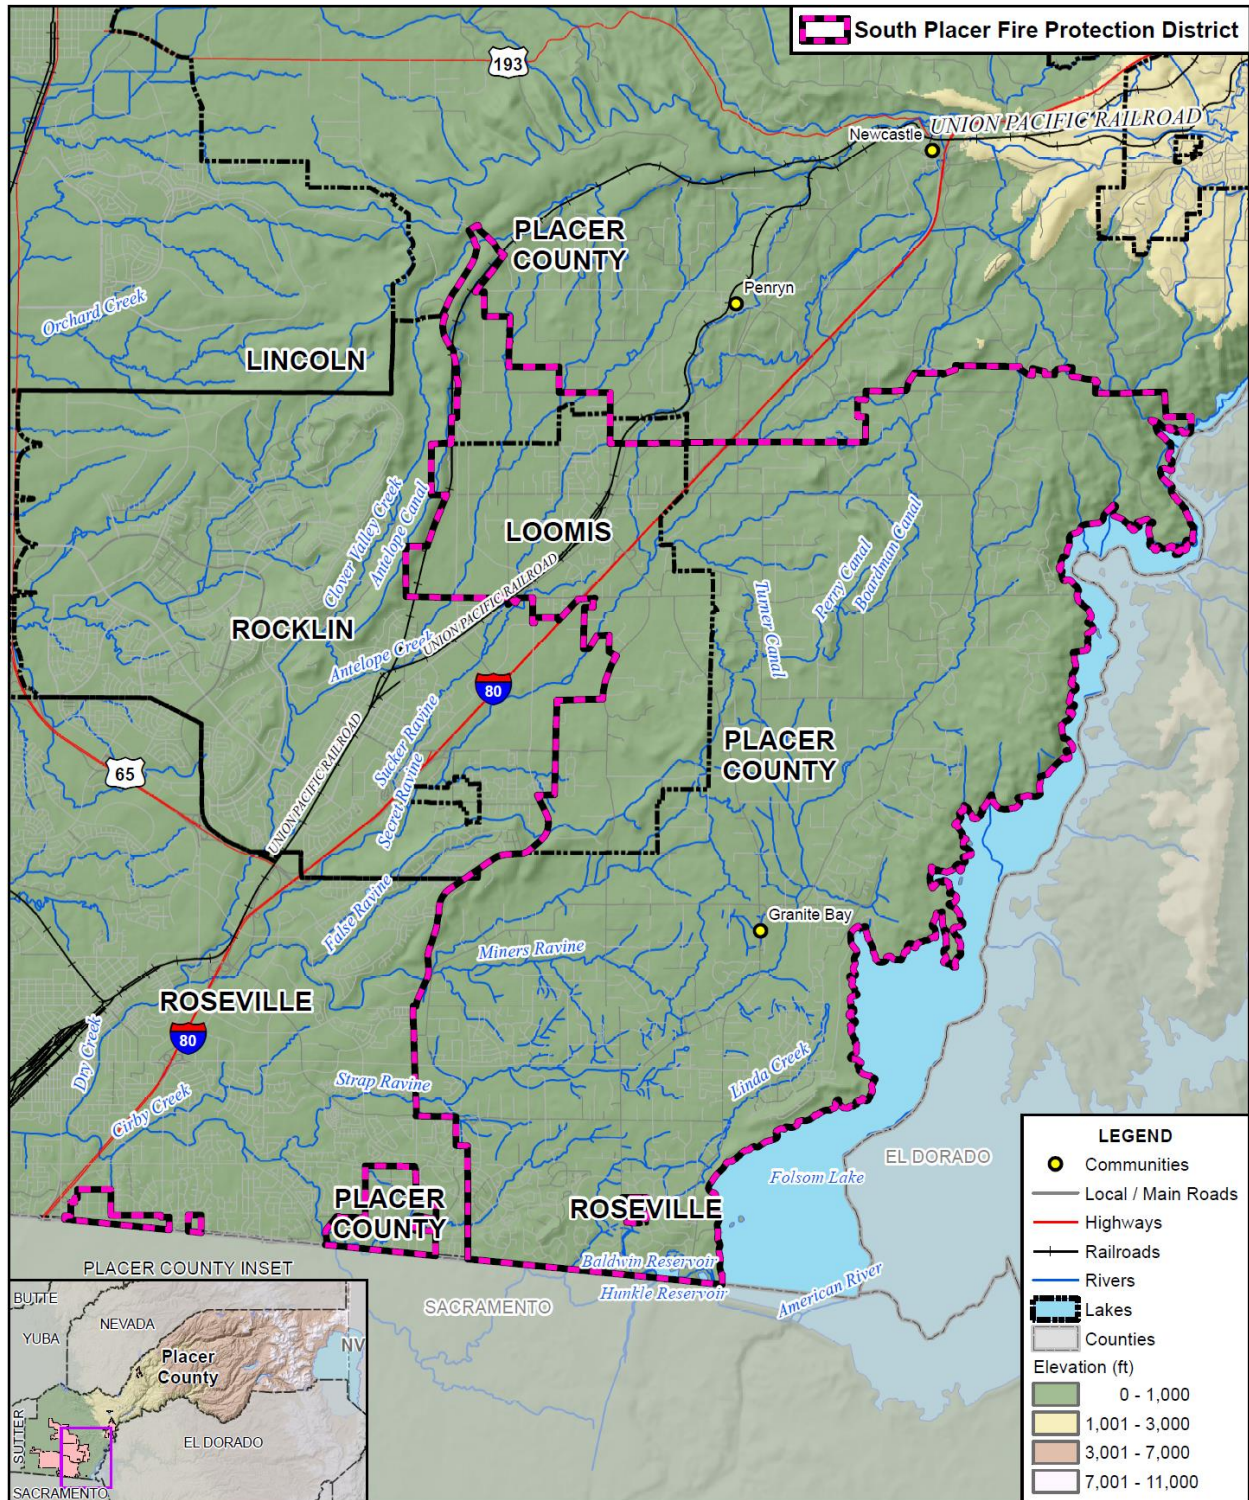 South Placer Fire Protection District
193
UNION PACIFIC RAILROAD
Newcastle
PLACER
COUNTY
Penryn
Orchard Creek
LINCOLN
Clover Valley Creek
Antelope Canal
LOOMIS
UNION PACIFIC RAILROAD
Perry Canal
Boardman Canal
Turner Canal
ROCKLIN
Antelope Creek
80
Sucker Ravine
Secret Ravine
PLACER
COUNTY
65
UNION PACIFIC RAILROAD
False Ravine
Granite Bay
Miners Ravine
ROSEVILLE
80
Dry Creek
Cirby Creek
Strap Ravine
Linda Creek
EL DORADO
Folsom Lake
PLACER
COUNTY
ROSEVILLE
Baldwin Reservoir
Hunkle Reservoir
American River
SACRAMENTO
PLACER COUNTY INSET
BUTTE
YUBA
NEVADA
NV
Placer
County
SUTTER
EL DORADO
SACRAMENTO
LEGEND
Communities
Local / Main Roads
Highways
Railroads
Rivers
Lakes
Counties
Elevation (ft)
0 - 1,000
1,001 - 3,000
3,001 - 7,000
7,001 - 11,000